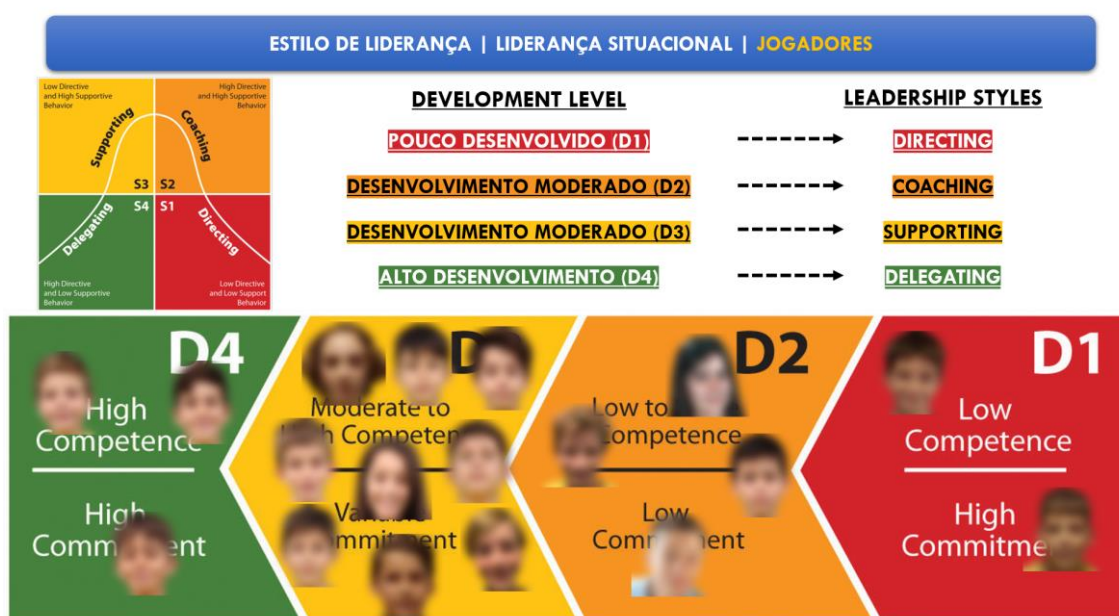 ESTILO DE LIDERANÇA | LIDERANÇA SITUACIONAL | JOGADORES
Low Directive
and High Supportive
Behavior
High Directive
and High Supportive
Behavior
Supporting
Coaching
S3 S2
S4 S1
Delegating
Directing
High Directive
and Low Supportive
Behavior
Low Directive
and Low Support
Behavior
DEVELOPMENT LEVEL
LEADERSHIP STYLES
POUCO DESENVOLVIDO (D1)
DIRECTING
DESENVOLVIMENTO MODERADO (D2)
COACHING
DESENVOLVIMENTO MODERADO (D3)
SUPPORTING
ALTO DESENVOLVIMENTO (D4)
DELEGATING
D4
High
Competence
High
D
Moderate to
D2
Low to
Competence
Low
D1
Low
Competence
High